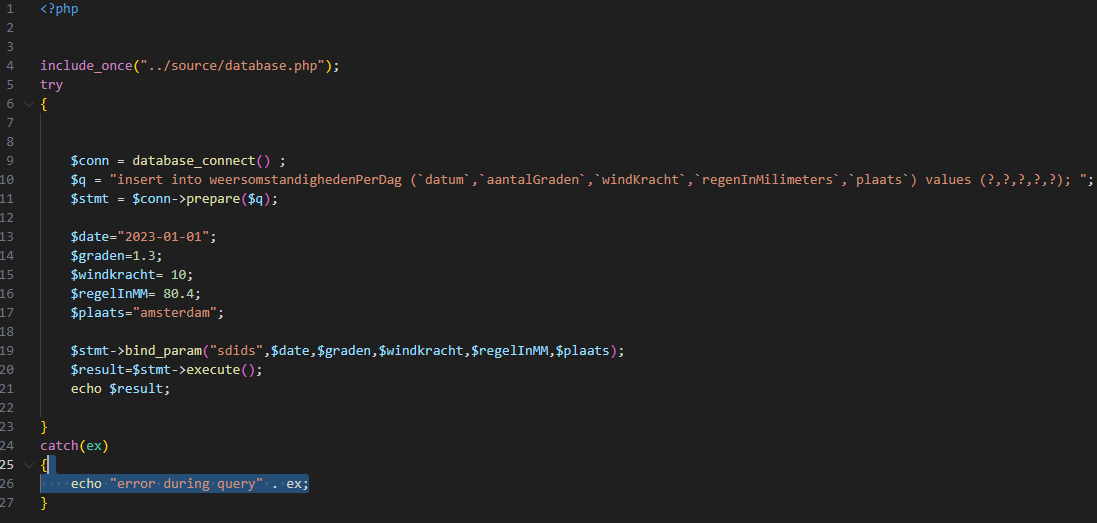 1 <?php
2
3
4 include_once("../source/database.php");
5 try
6 {
7
8
9 $conn = database_connect() ;
10 $q = "insert into weersomstandighedenPerDag (`datum`,`aantalGraden`,`windKracht`,`regenInMilimeters`,`plaats`) values (?,?,?,?,?); ";
11 $stmt = $conn->prepare($q);
12
13 $date="2023-01-01";
14 $graden=1.3;
15 $windkracht= 10;
16 $regelInMM= 80.4;
17 $plaats="amsterdam";
18
19 $stmt->bind_param("sdids",$date,$graden,$windkracht,$regelInMM,$plaats);
20 $result=$stmt->execute();
21 echo $result;
22
23 }
24 catch(ex)
25 {
26 echo "error during query" . ex;
27 }